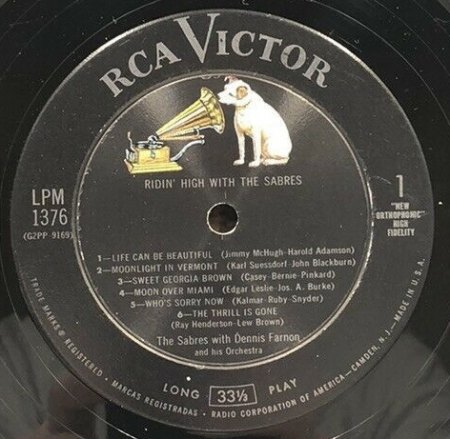 RCA VICTOR
RIDIN' HIGH WITH THE SABRES
LPM
1376
(G2PP 9169)
1
"NEW
ORTHOPHONIC"
HIGH
FIDELITY
1—LIFE CAN BE BEAUTIFUL (Jimmy McHugh-Harold Adamson)
2—MOONLIGHT IN VERMONT (Karl Suessdorf-John Blackburn)
3—SWEET GEORGIA BROWN (Casey-Bernie-Pinkard)
4—MOON OVER MIAMI (Edgar Leslie-Jos. A. Burke)
5—WHO'S SORRY NOW (Kalmar-Ruby-Snyder)
6—THE THRILL IS GONE
(Ray Henderson-Lew Brown)
The Sabres with Dennis Farnon
and his Orchestra
LONG 33⅓ PLAY
TRADE MARKS ® REGISTERED • MARCAS REGISTRADAS • RADIO CORPORATION OF AMERICA—CAMDEN, N.J.—MADE IN U.S.A.